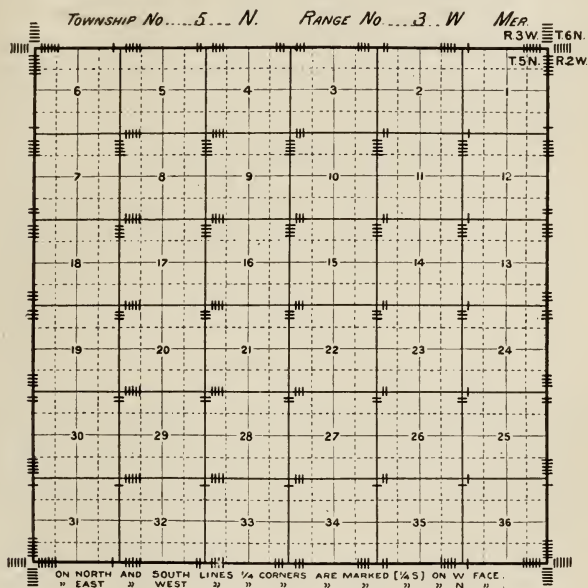 TOWNSHIP NO. 5 N. RANGE NO. 3 W MER.
R.3W. T.6N.
T.5N. R.2W.
6 5 4 3 2 1
7 8 9 10 11 12
18 17 16 15 14 13
19 20 21 22 23 24
30 29 28 27 26 25
31 32 33 34 35 36
ON NORTH AND SOUTH LINES 1/4 CORNERS ARE MARKED [1/4 S] ON W FACE.
" EAST " WEST " " " " " " N "